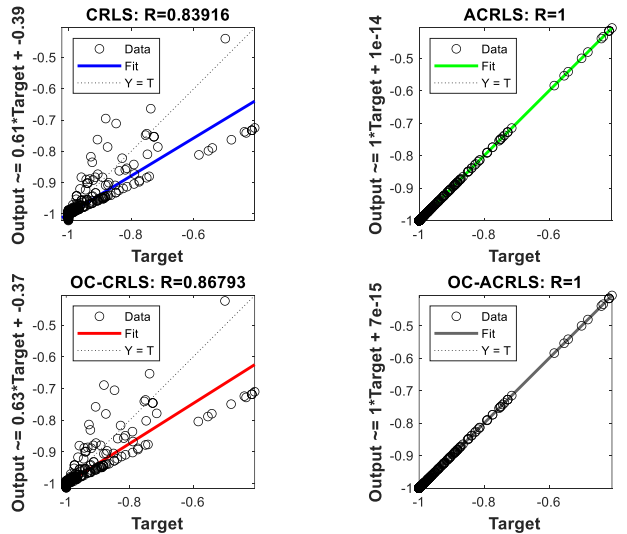 CRLS: R=0.83916
Output ~= 0.61*Target + -0.39
-0.5
-0.6
-0.7
-0.8
-0.9
-1
Data
Fit
Y = T
-1
-0.8
-0.6
Target
ACRLS: R=1
Output ~= 1*Target + 1e-14
-0.5
-0.6
-0.7
-0.8
-0.9
-1
Data
Fit
Y = T
-1
-0.8
-0.6
Target
OC-CRLS: R=0.86793
Output ~= 0.63*Target + -0.37
-0.5
-0.6
-0.7
-0.8
-0.9
-1
Data
Fit
Y = T
-1
-0.8
-0.6
Target
OC-ACRLS: R=1
Output ~= 1*Target + 7e-15
-0.5
-0.6
-0.7
-0.8
-0.9
-1
Data
Fit
Y = T
-1
-0.8
-0.6
Target